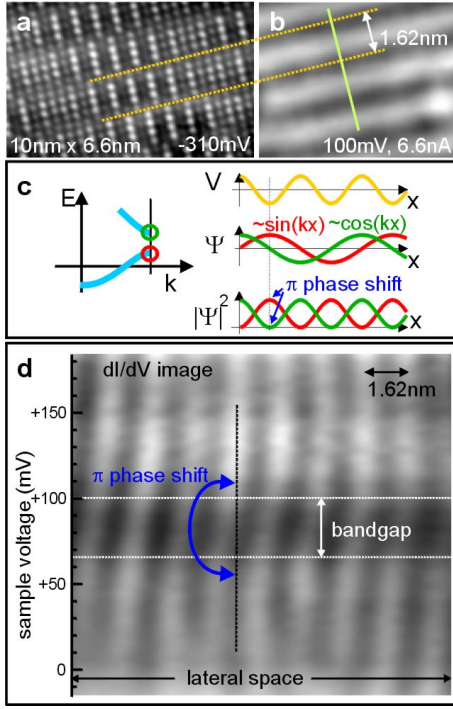 a
10nm x 6.6nm
-310mV
b
1.62nm
100mV, 6.6nA
c
E
k
V
x
~sin(kx)
~cos(kx)
Ψ
x
π phase shift
|Ψ|²
x
d
dI/dV image
1.62nm
+150
π phase shift
+100
bandgap
+50
0
sample voltage (mV)
lateral space